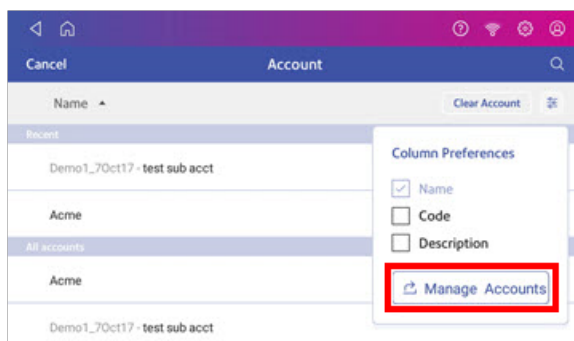 Cancel Account
Name Clear Account
Recent
Column Preferences
Demo1_7Oct17 - test sub acct
Name
Acme
Code
All accounts
Description
Acme
Manage Accounts
Demo1_7Oct17 - test sub acct